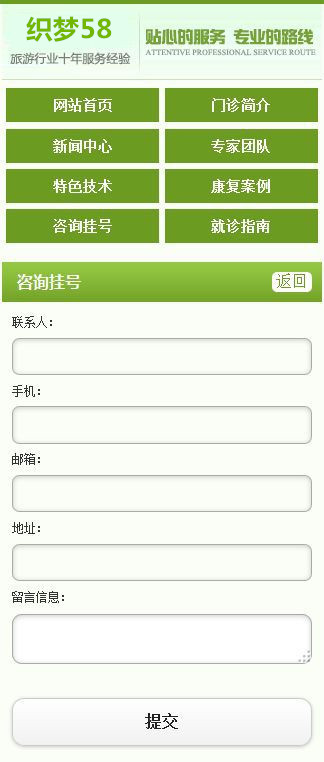 织梦58
贴心的服务 专业的路线
旅游行业十年服务经验
ATTENTIVE PROFESSIONAL SERVICE ROUTE
网站首页 门诊简介
新闻中心 专家团队
特色技术 康复案例
咨询挂号 就诊指南
咨询挂号 返回
联系人：
手机：
邮箱：
地址：
留言信息：
提交